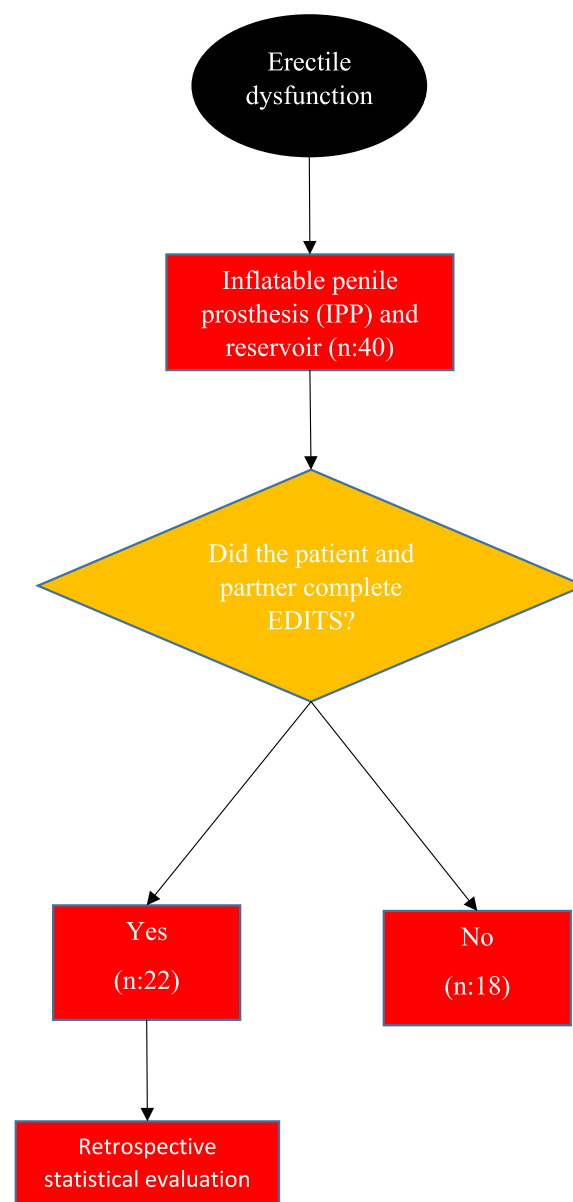 Erectile
dysfunction
Inflatable penile
prosthesis (IPP) and
reservoir (n:40)
Did the patient and
partner complete
EDITS?
Yes
(n:22)
No
(n:18)
Retrospective
statistical evaluation